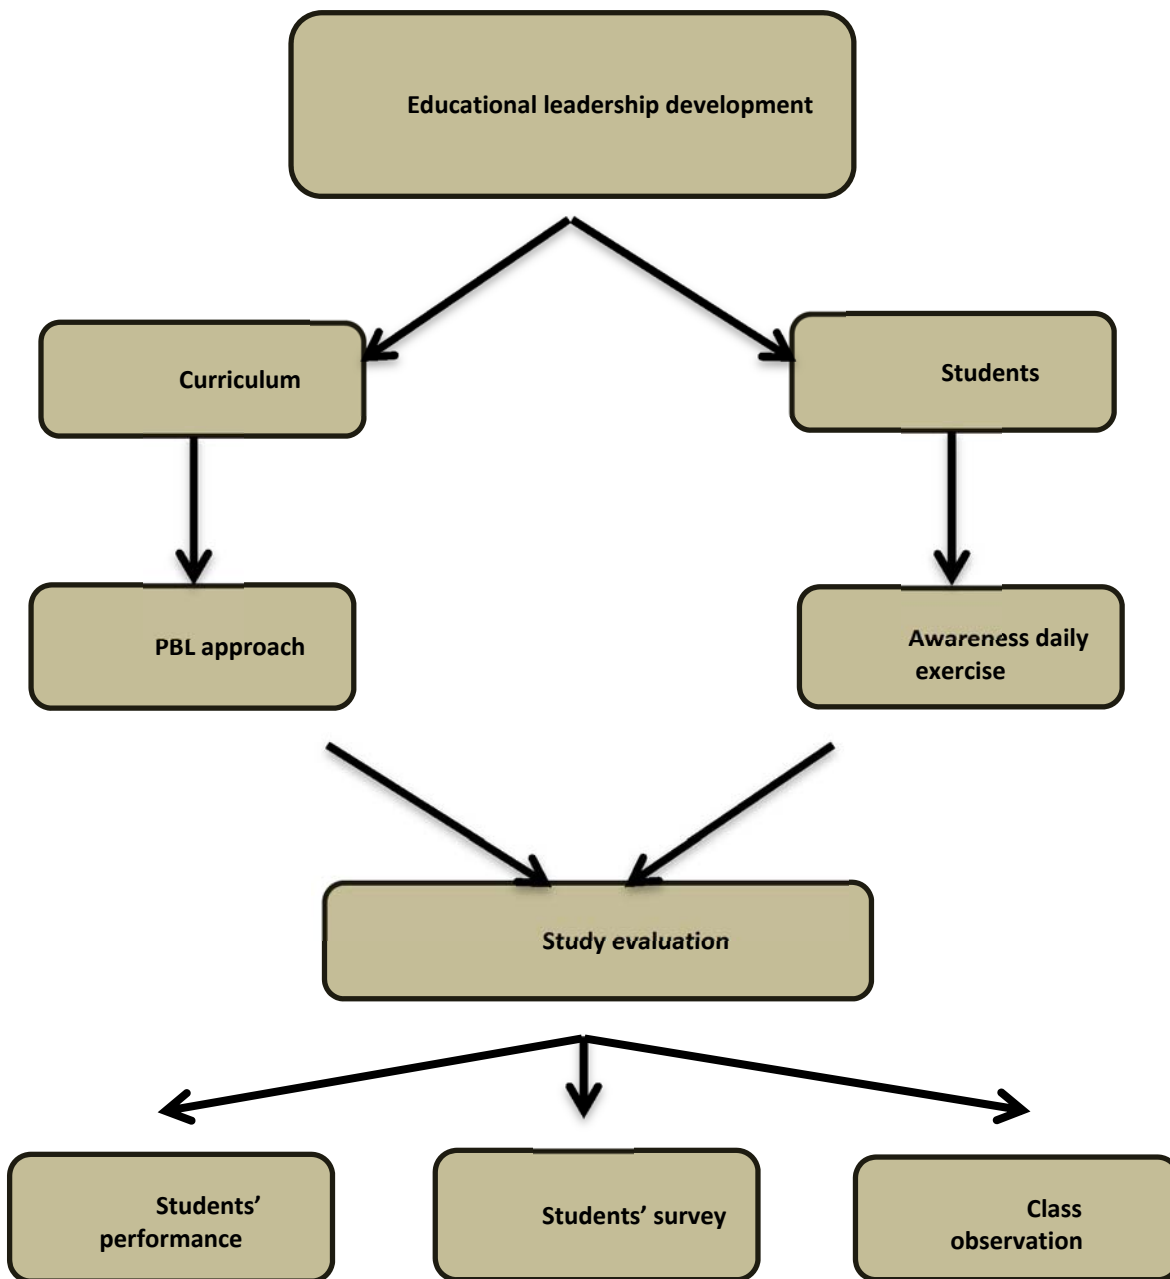 Educational leadership development
Curriculum
Students
PBL approach
Awareness daily
exercise
Study evaluation
Students’
performance
Students’ survey
Class
observation